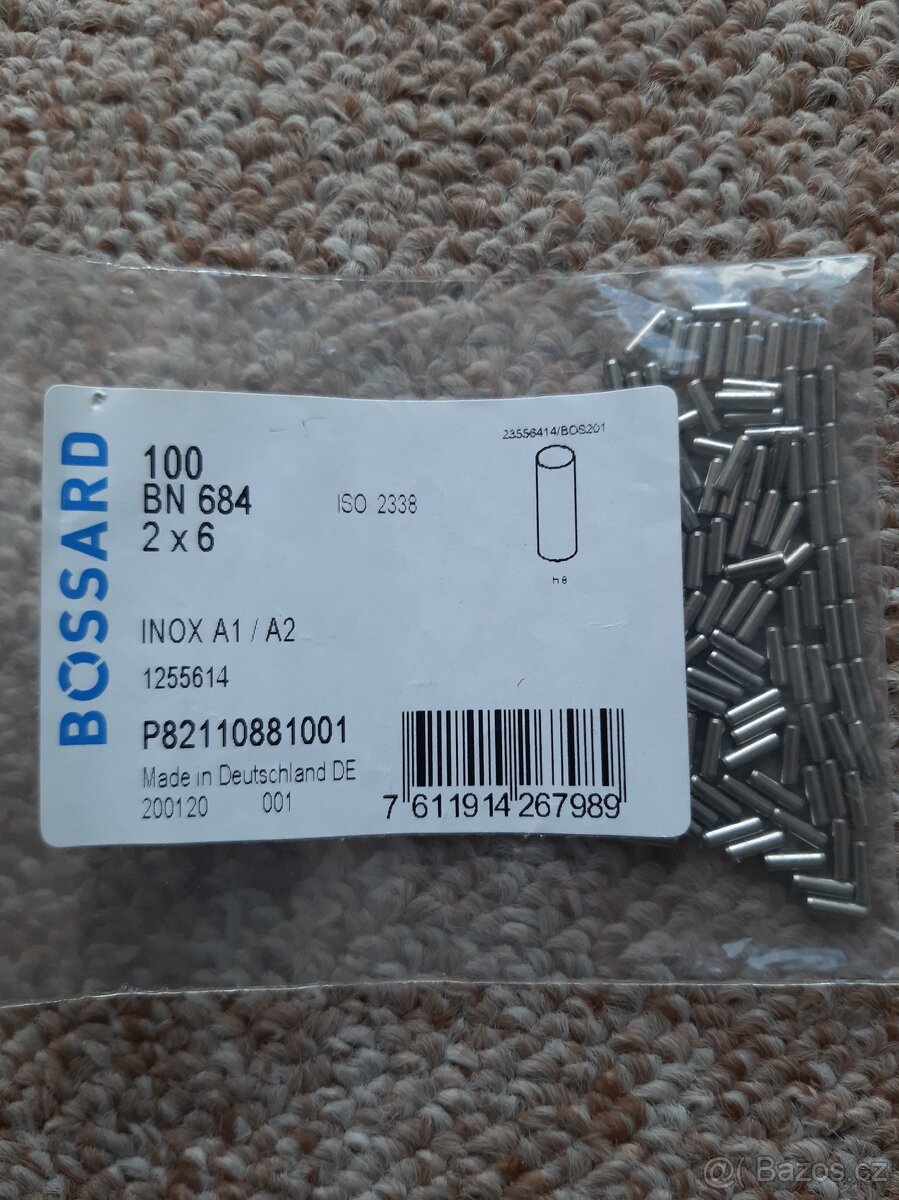 BOSSARD
100
BN 684
2 x 6
ISO 2338
23556414/BOS201
h 8
INOX A1 / A2
1255614
P82110881001
Made in Deutschland DE
200120 001
7 611914 267989
@( Bazos.cz